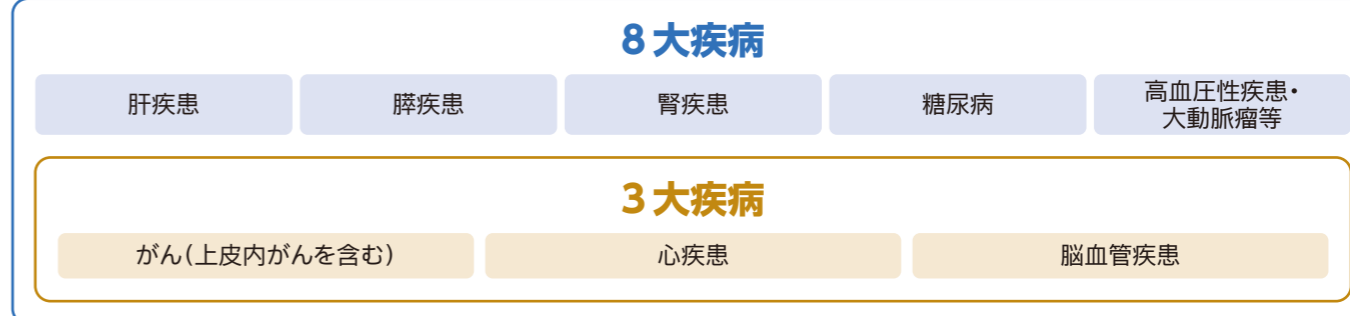 8大疾病
肝疾患
膵疾患
腎疾患
糖尿病
高血圧性疾患・
大動脈瘤等
3大疾病
がん(上皮内がんを含む)
心疾患
脳血管疾患